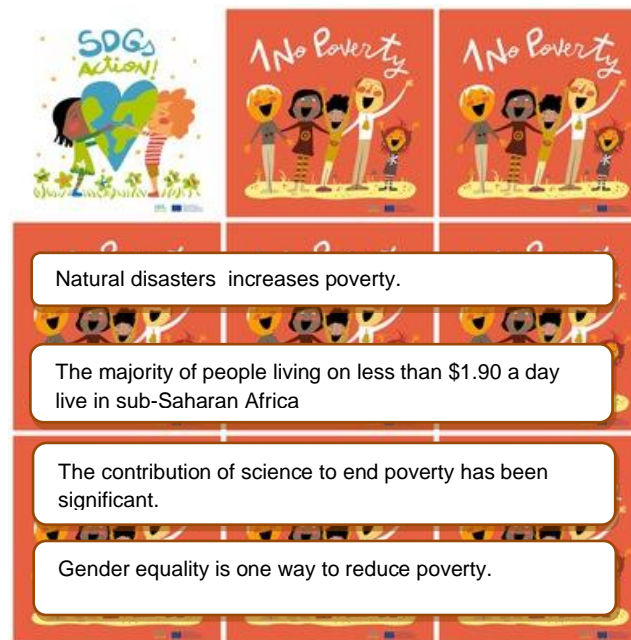 SDGs
Action!
1 No Poverty
1 No Poverty
Natural disasters increases poverty.
The majority of people living on less than $1.90 a day
live in sub-Saharan Africa
The contribution of science to end poverty has been
significant.
Gender equality is one way to reduce poverty.